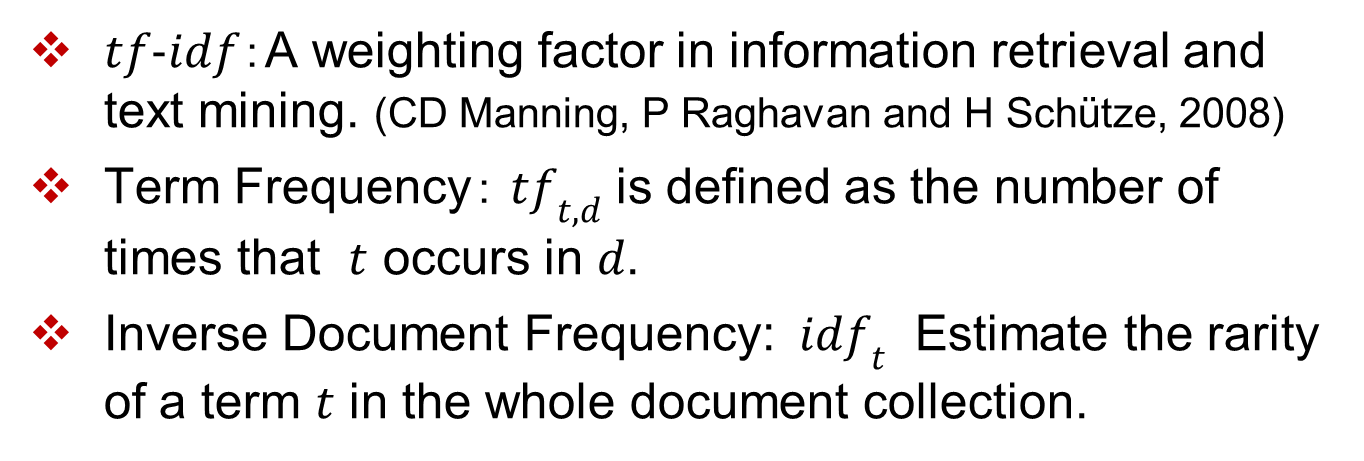 ❖ tf-idf: A weighting factor in information retrieval and
text mining. (CD Manning, P Raghavan and H Schütze, 2008)
❖ Term Frequency: tf t,d is defined as the number of
times that t occurs in d.
❖ Inverse Document Frequency: idf t Estimate the rarity
of a term t in the whole document collection.